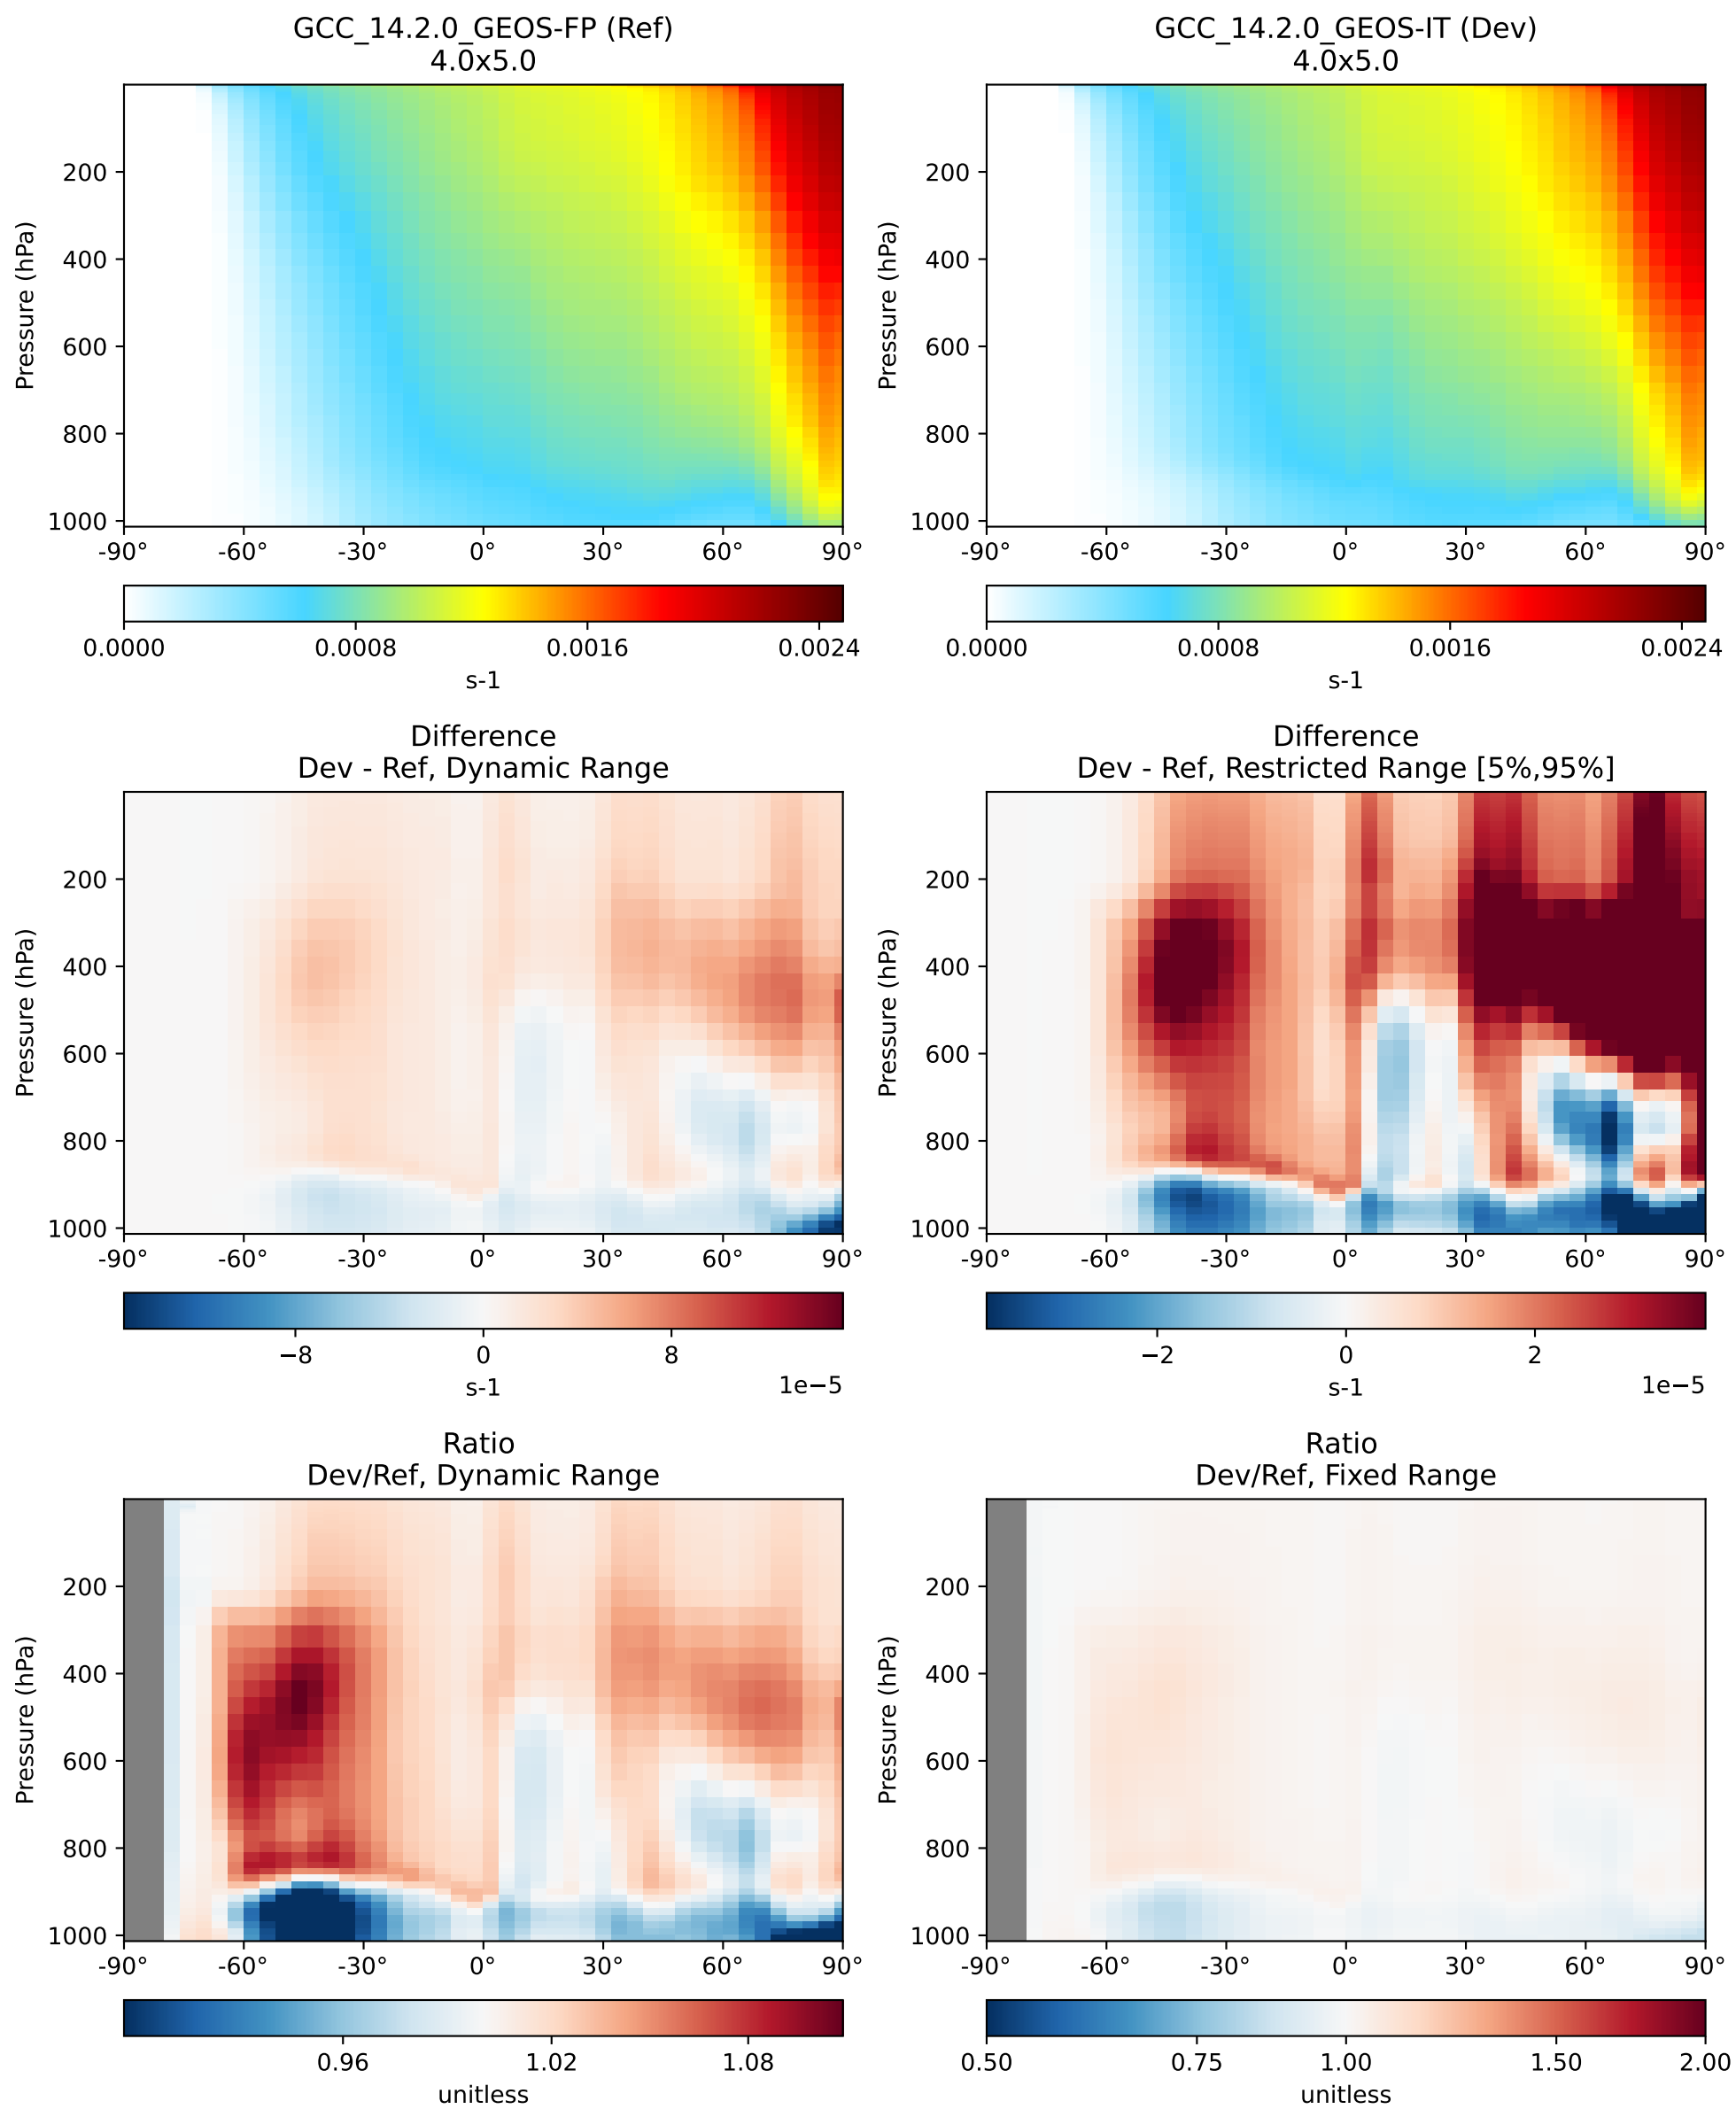 GCC_14.2.0_GEOS-FP (Ref)
4.0x5.0
Pressure (hPa)
200
400
600
800
1000
-90° -60° -30° 0° 30° 60° 90°
0.0000 0.0008 0.0016 0.0024
s-1
GCC_14.2.0_GEOS-IT (Dev)
4.0x5.0
Pressure (hPa)
200
400
600
800
1000
-90° -60° -30° 0° 30° 60° 90°
0.0000 0.0008 0.0016 0.0024
s-1
Difference
Dev - Ref, Dynamic Range
Pressure (hPa)
200
400
600
800
1000
-90° -60° -30° 0° 30° 60° 90°
−8 0 8
s-1 1e−5
Difference
Dev - Ref, Restricted Range [5%,95%]
Pressure (hPa)
200
400
600
800
1000
-90° -60° -30° 0° 30° 60° 90°
−2 0 2
s-1 1e−5
Ratio
Dev/Ref, Dynamic Range
Pressure (hPa)
200
400
600
800
1000
-90° -60° -30° 0° 30° 60° 90°
0.96 1.02 1.08
unitless
Ratio
Dev/Ref, Fixed Range
Pressure (hPa)
200
400
600
800
1000
-90° -60° -30° 0° 30° 60° 90°
0.50 0.75 1.00 1.50 2.00
unitless